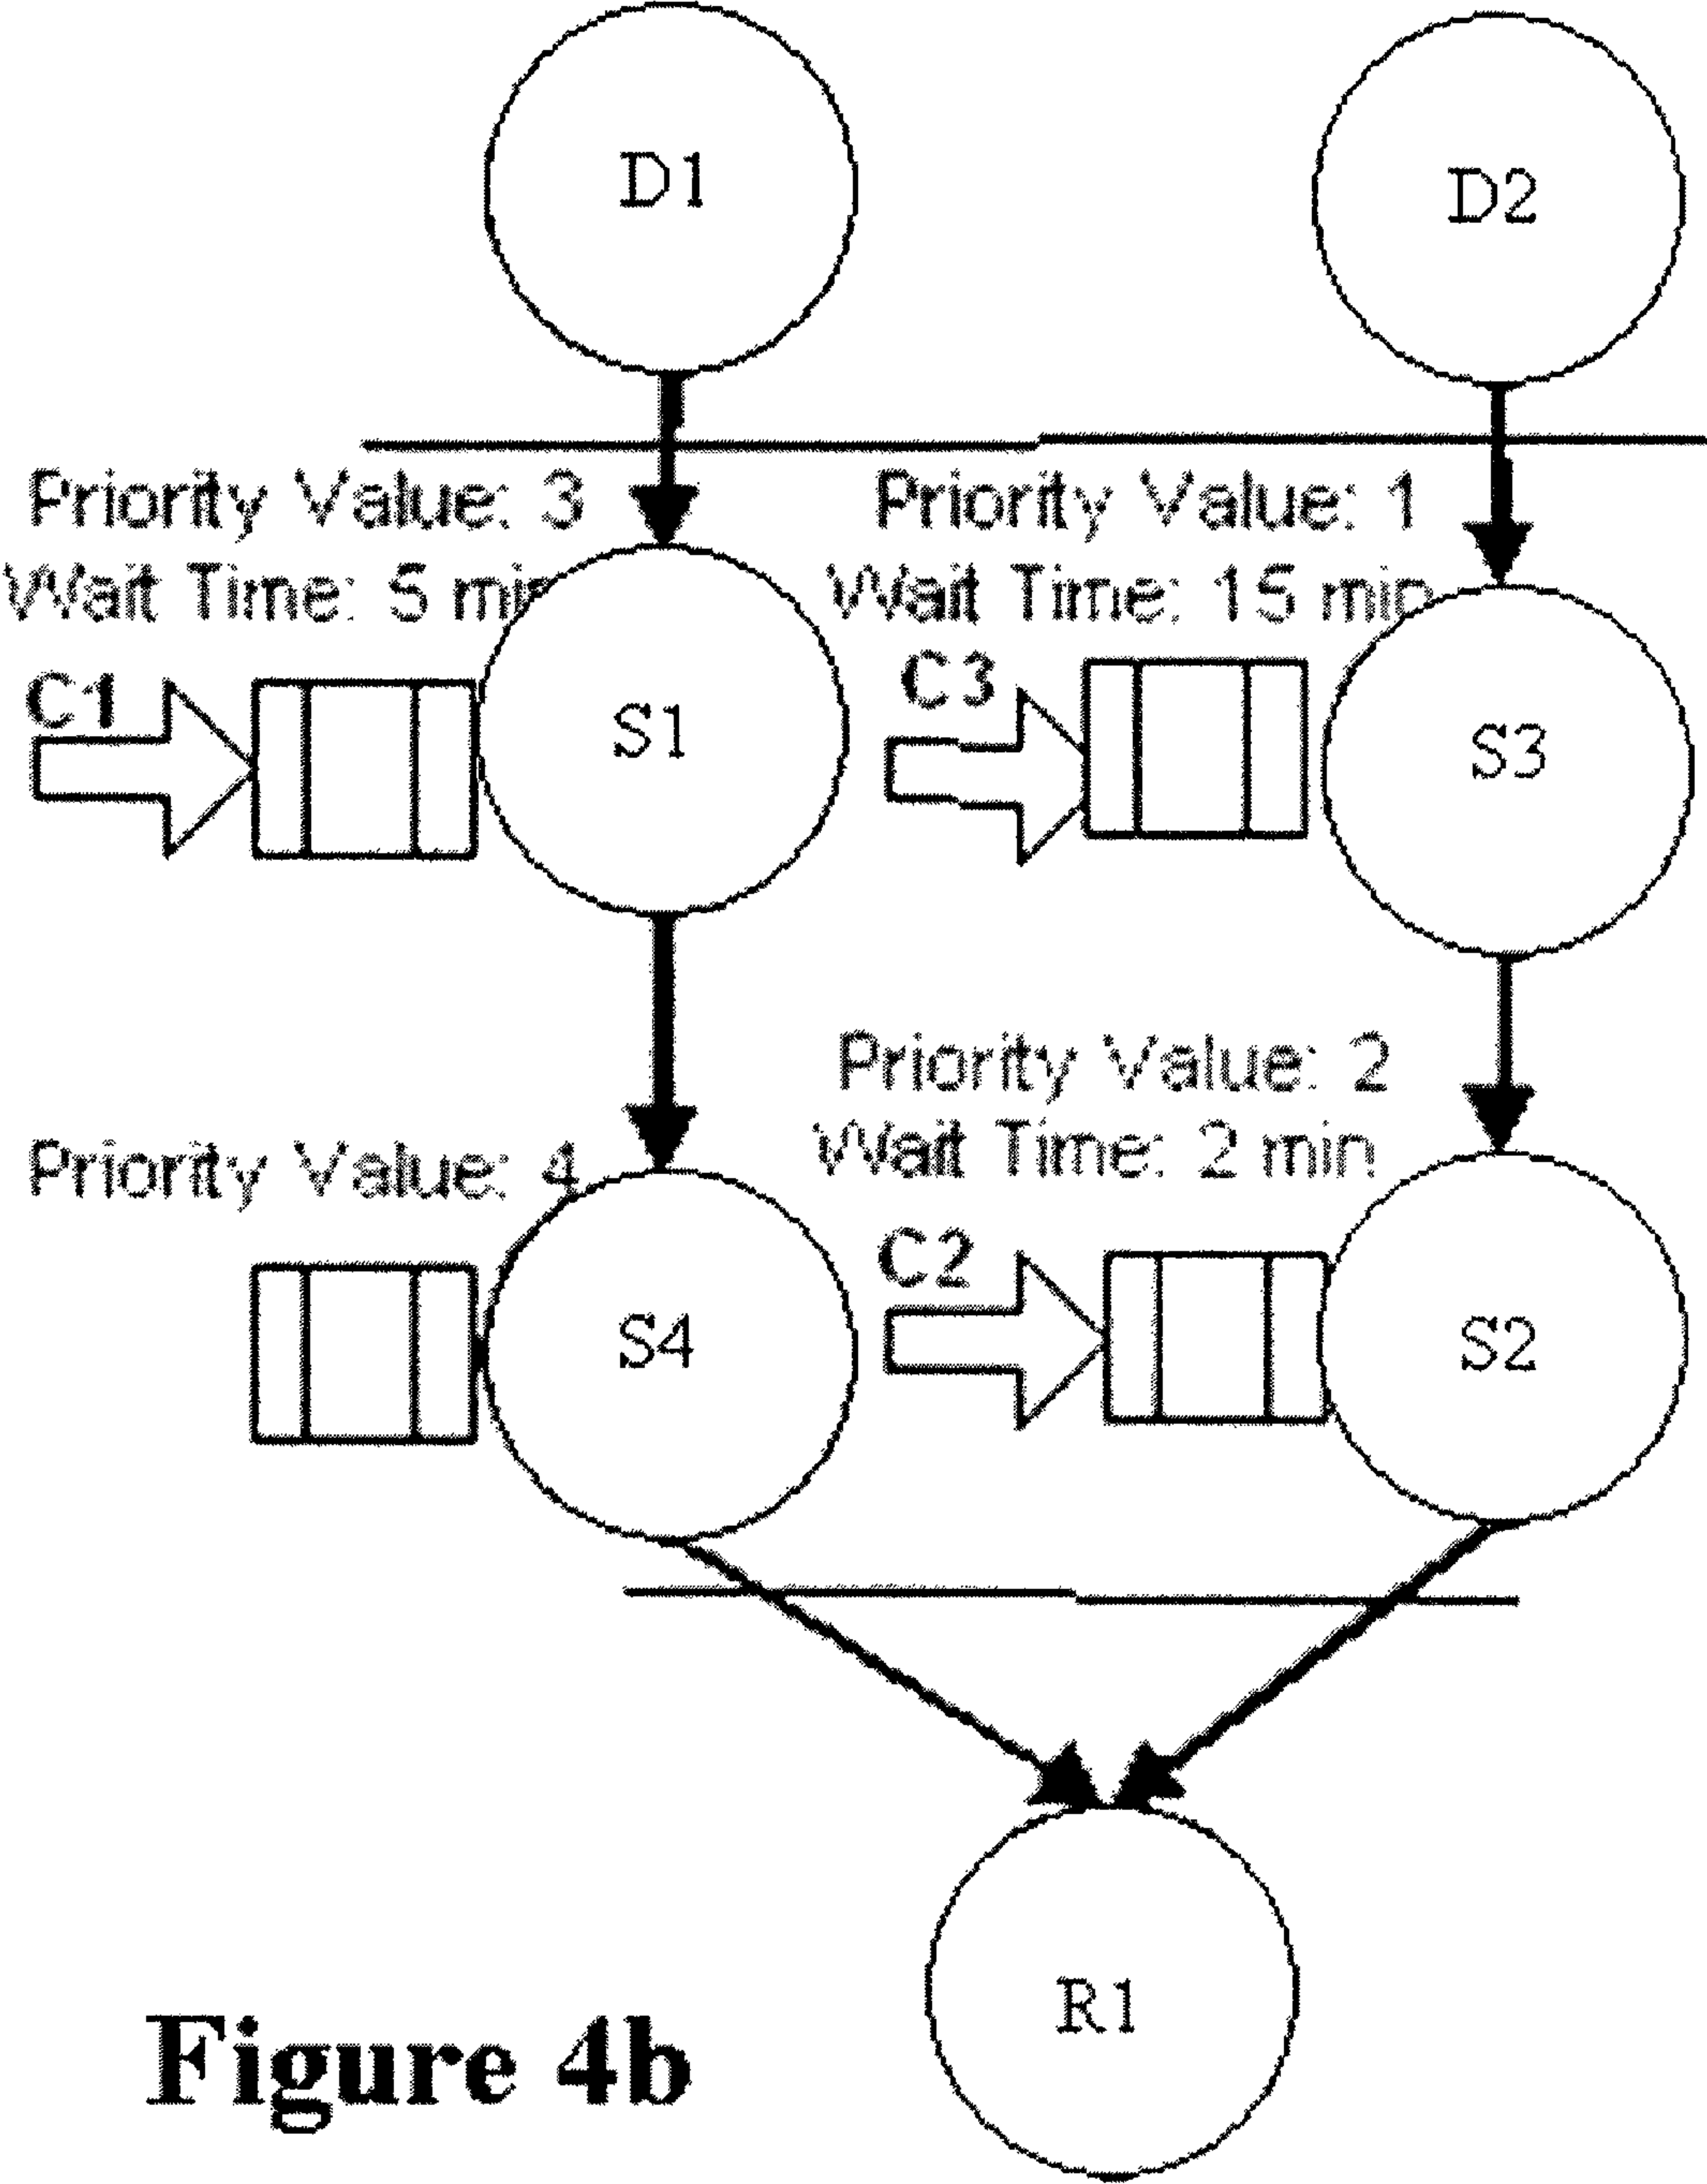 D1
D2
Priority Value: 3
Wait Time: 5 min
Priority Value: 1
Wait Time: 15 min
C1
S1
C3
S3
Priority Value: 4
Priority Value: 2
Wait Time: 2 min
S4
C2
S2
R1
Figure 4b